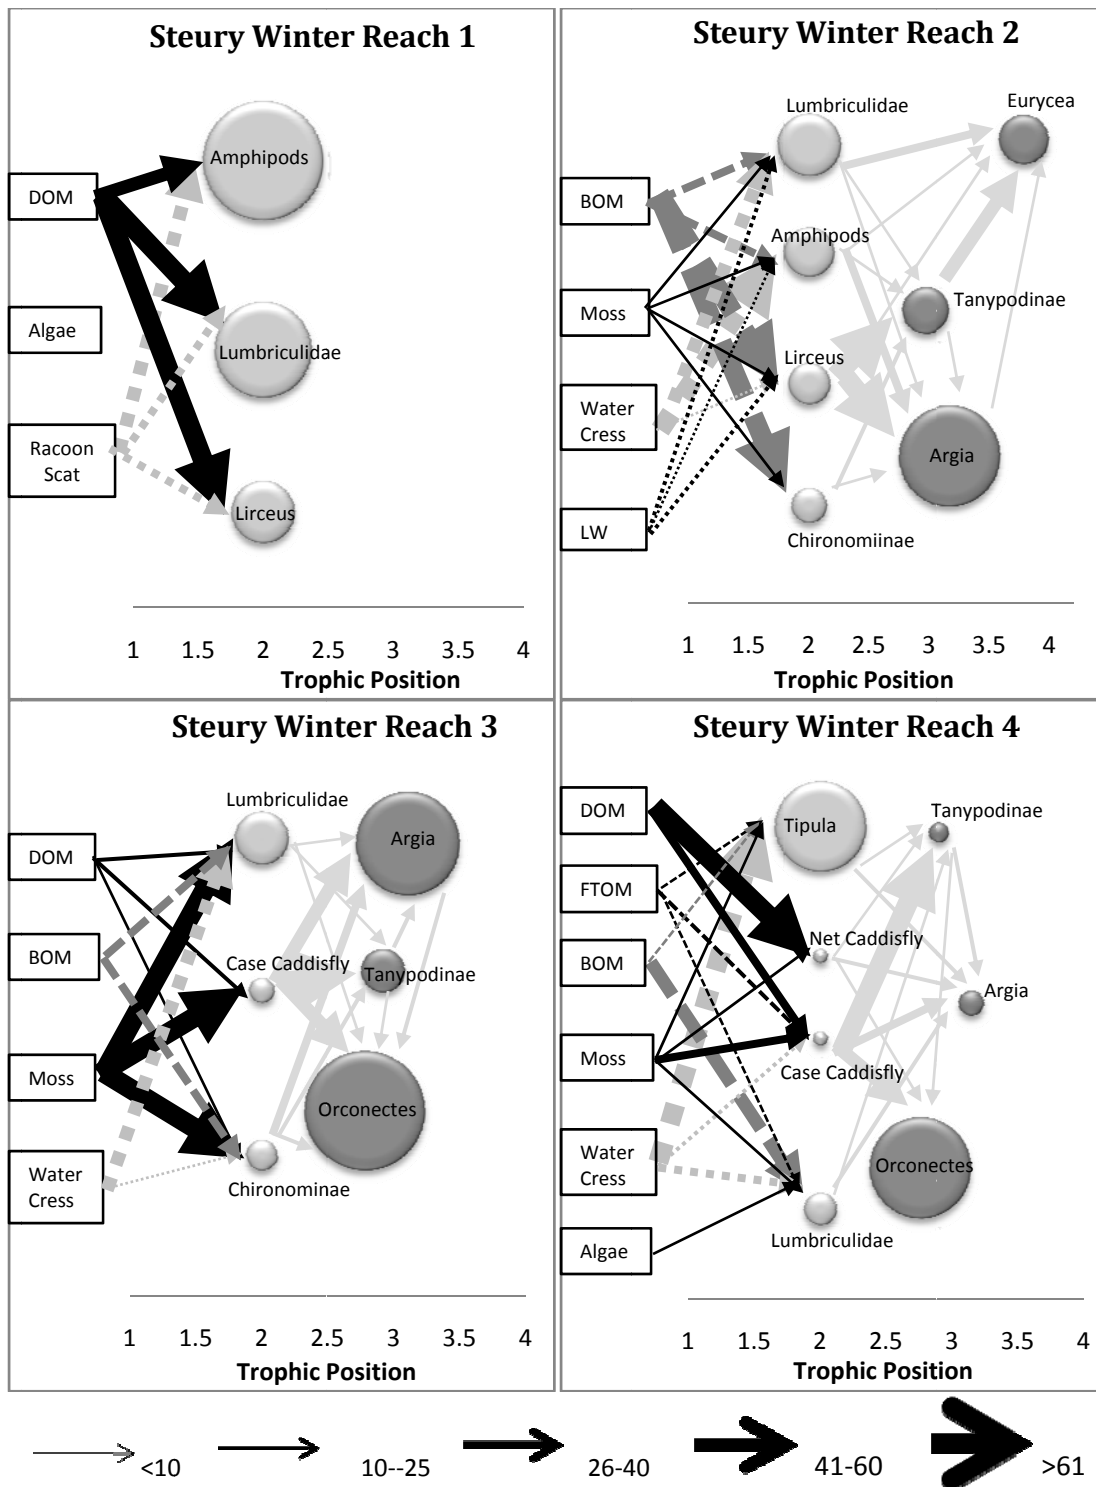 Steury Winter Reach 1
Amphipods
DOM
Algae
Lumbriculidae
Racoon
Scat
Lirceus
1 1.5 2 2.5 3 3.5 4
Trophic Position
Steury Winter Reach 2
Lumbriculidae
Eurycea
BOM
Amphipods
Moss
Tanypodinae
Lirceus
Water
Cress
Argia
LW
Chironomiinae
1 1.5 2 2.5 3 3.5 4
Trophic Position
Steury Winter Reach 3
Lumbriculidae
Argia
DOM
BOM
Case Caddisfly
Tanypodinae
Moss
Orconectes
Water
Cress
Chironominae
1 1.5 2 2.5 3 3.5 4
Trophic Position
Steury Winter Reach 4
DOM
Tanypodinae
Tipula
FTOM
Net Caddisfly
BOM
Argia
Moss
Case Caddisfly
Water
Cress
Orconectes
Lumbriculidae
Algae
1 1.5 2 2.5 3 3.5 4
Trophic Position
<10 10--25 26-40 41-60 >61